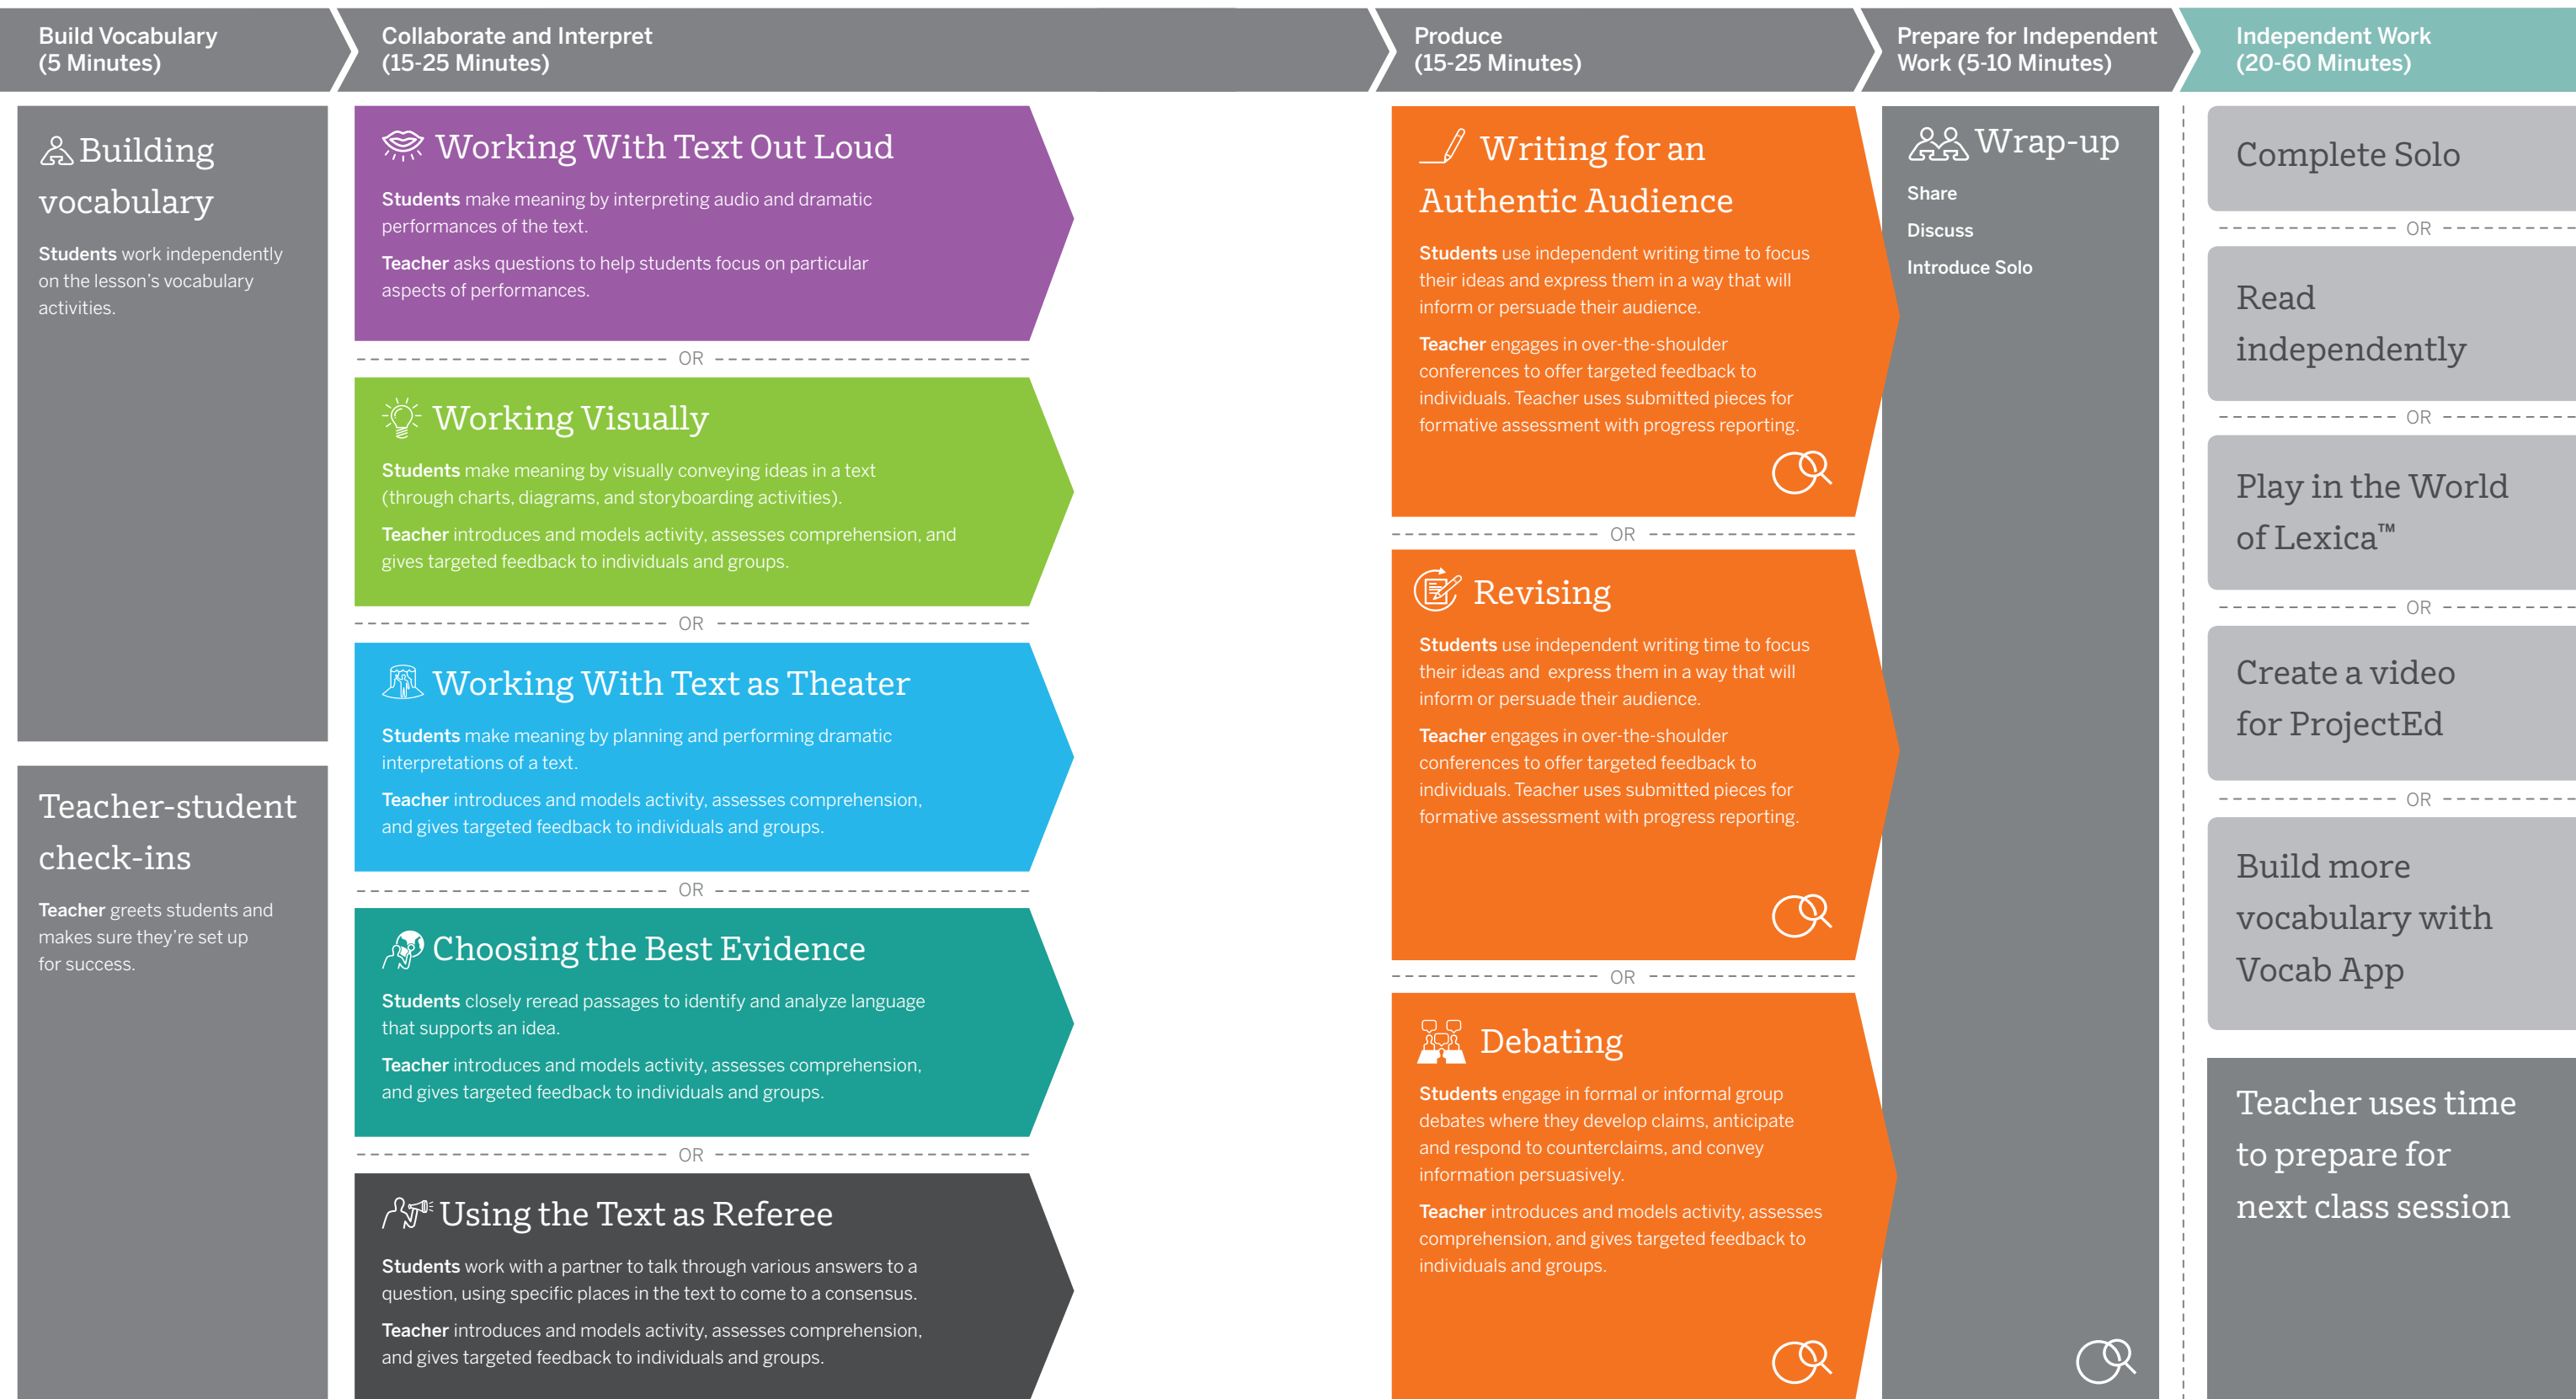 Build Vocabulary
(5 Minutes)
Collaborate and Interpret
(15-25 Minutes)
Produce
(15-25 Minutes)
Prepare for Independent
Work (5-10 Minutes)
Independent Work
(20-60 Minutes)
Building
vocabulary
Students work independently
on the lesson's vocabulary
activities.
Teacher-student
check-ins
Teacher greets students and
makes sure they're set up
for success.
Working With Text Out Loud
Students make meaning by interpreting audio and dramatic
performances of the text.
Teacher asks questions to help students focus on particular
aspects of performances.
OR
Working Visually
Students make meaning by visually conveying ideas in a text
(through charts, diagrams, and storyboarding activities).
Teacher introduces and models activity, assesses comprehension, and
gives targeted feedback to individuals and groups.
OR
Working With Text as Theater
Students make meaning by planning and performing dramatic
interpretations of a text.
Teacher introduces and models activity, assesses comprehension,
and gives targeted feedback to individuals and groups.
OR
Choosing the Best Evidence
Students closely reread passages to identify and analyze language
that supports an idea.
Teacher introduces and models activity, assesses comprehension,
and gives targeted feedback to individuals and groups.
OR
Using the Text as Referee
Students work with a partner to talk through various answers to a
question, using specific places in the text to come to a consensus.
Teacher introduces and models activity, assesses comprehension,
and gives targeted feedback to individuals and groups.
Writing for an
Authentic Audience
Students use independent writing time to focus
their ideas and express them in a way that will
inform or persuade their audience.
Teacher engages in over-the-shoulder
conferences to offer targeted feedback to
individuals. Teacher uses submitted pieces for
formative assessment with progress reporting.
OR
Revising
Students use independent writing time to focus
their ideas and express them in a way that will
inform or persuade their audience.
Teacher engages in over-the-shoulder
conferences to offer targeted feedback to
individuals. Teacher uses submitted pieces for
formative assessment with progress reporting.
OR
Debating
Students engage in formal or informal group
debates where they develop claims, anticipate
and respond to counterclaims, and convey
information persuasively.
Teacher introduces and models activity, assesses
comprehension, and gives targeted feedback to
individuals and groups.
Wrap-up
Share
Discuss
Introduce Solo
Complete Solo
OR
Read
independently
OR
Play in the World
of Lexica™
OR
Create a video
for ProjectEd
OR
Build more
vocabulary with
Vocab App
Teacher uses time
to prepare for
next class session